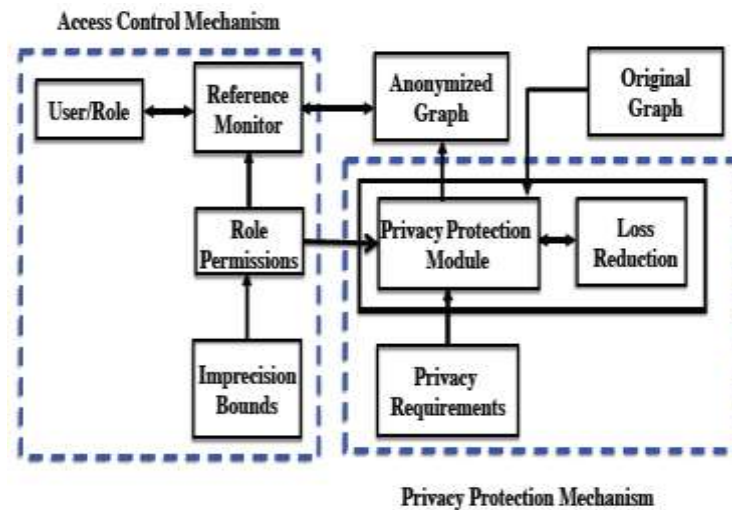 Access Control Mechanism
User/Role
Reference
Monitor
Anonymized
Graph
Original
Graph
Role
Permissions
Privacy Protection
Module
Loss
Reduction
Imprecision
Bounds
Privacy
Requirements
Privacy Protection Mechanism